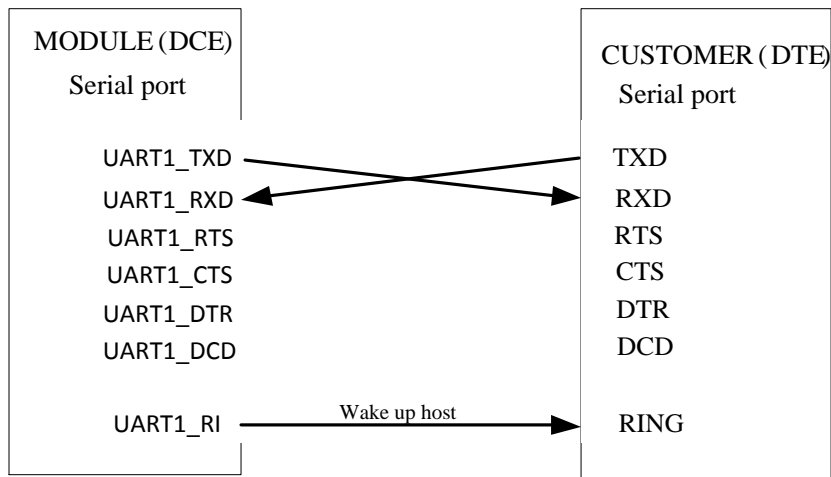 MODULE (DCE)
Serial port
UART1_TXD
UART1_RXD
UART1_RTS
UART1_CTS
UART1_DTR
UART1_DCD
UART1_RI
Wake up host
CUSTOMER ( DTE)
Serial port
TXD
RXD
RTS
CTS
DTR
DCD
RING